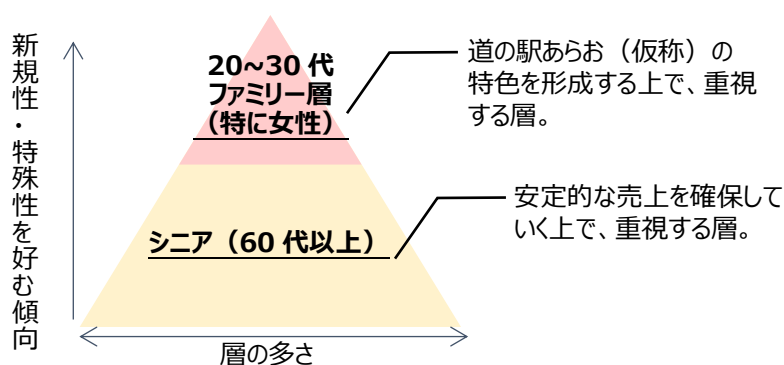 新規性・特殊性を好む傾向
20~30 代
ファミリー層
（特に女性）
道の駅あらお（仮称）の
特色を形成する上で、重視
する層。
シニア（60 代以上）
安定的な売上を確保して
いく上で、重視する層。
層の多さ